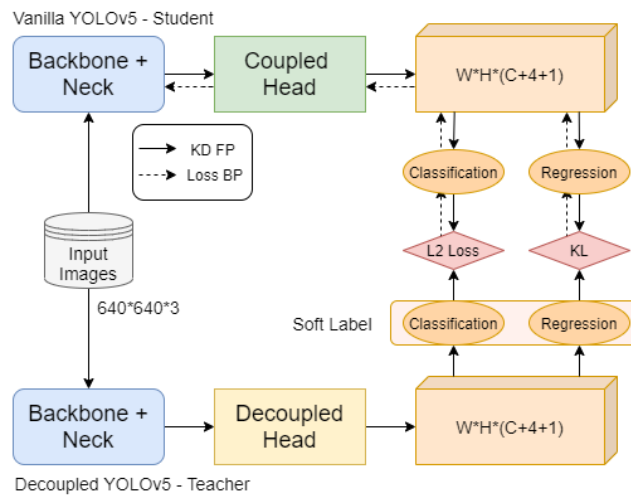 Vanilla YOLOv5 - Student
Backbone +
Neck
Coupled
Head
W*H*(C+4+1)
KD FP
Loss BP
Classification
Regression
Input
Images
L2 Loss
KL
640*640*3
Soft Label
Classification
Regression
Backbone +
Neck
Decoupled
Head
W*H*(C+4+1)
Decoupled YOLOv5 - Teacher